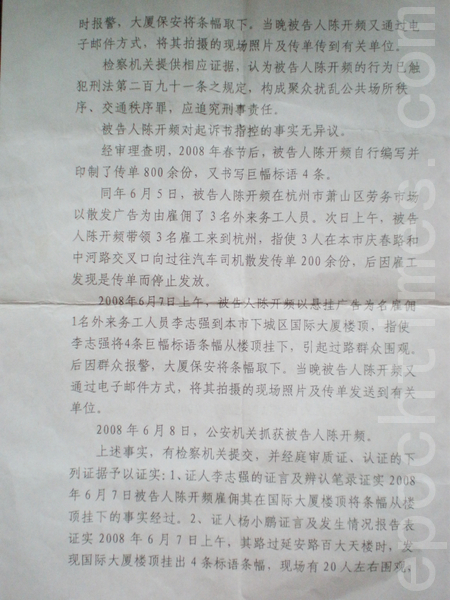 时报警，大厦保安将条幅取下。当晚被告人陈开频又通过电
子邮件方式，将其拍摄的现场照片及传单传到有关单位。
检察机关提供相应证据，认为被告人陈开频的行为已触
犯刑法第二百九十一条之规定，构成聚众扰乱公共场所秩
序、交通秩序罪，应追究刑事责任。
被告人陈开频对起诉书指控的事实无异议。
经审理查明，2008年春节后，被告人陈开频自行编写并
印制了传单800余份，又书写巨幅标语4条。
同年6月5日，被告人陈开频在杭州市萧山区劳务市场
以散发广告为由雇佣了3名外来务工人员。次日上午，被告
人陈开频带领3名雇工来到杭州，指使3人在本市庆春路和
中河路交叉口向过往汽车司机散发传单200余份，后因雇工
发现是传单而停止发放。
2008年6月7日上午，被告人陈开频以悬挂广告为名雇佣
1名外来务工人员李志强到本市下城区国际大厦楼顶，指使
李志强将4条巨幅标语条幅从楼顶挂下，引起过路群众围观。
后因群众报警，大厦保安将条幅取下。当晚被告人陈开频又
通过电子邮件方式，将其拍摄的现场照片及传单发送到有关
单位。
2008年6月8日，公安机关抓获被告人陈开频。
上述事实，有检察机关提交，并经庭审质证、认证的下
列证据予以证实：1、证人李志强的证言及辨认笔录证实2008
年6月7日被告人陈开频雇佣其在国际大厦楼顶将条幅从楼
顶挂下的事实经过。2、证人杨小鹏证言及发生情况报告表
证实2008年6月7日上午，其路过延安路百大天楼时，发
现国际大厦楼顶挂出4条标语条幅，现场有20人左右围观，
epochtimes.com